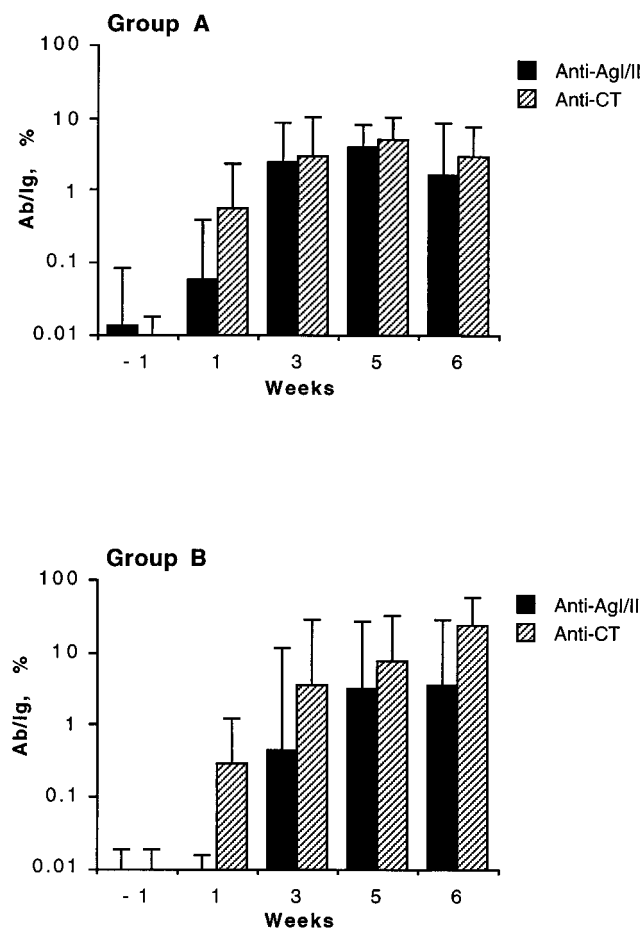 Group A
100
10
1
0.1
0.01
Ab/Ig, %
- 1 1 3 5 6
Weeks
Anti-AgI/II
Anti-CT
Group B
100
10
1
0.1
0.01
Ab/Ig, %
- 1 1 3 5 6
Weeks
Anti-AgI/II
Anti-CT